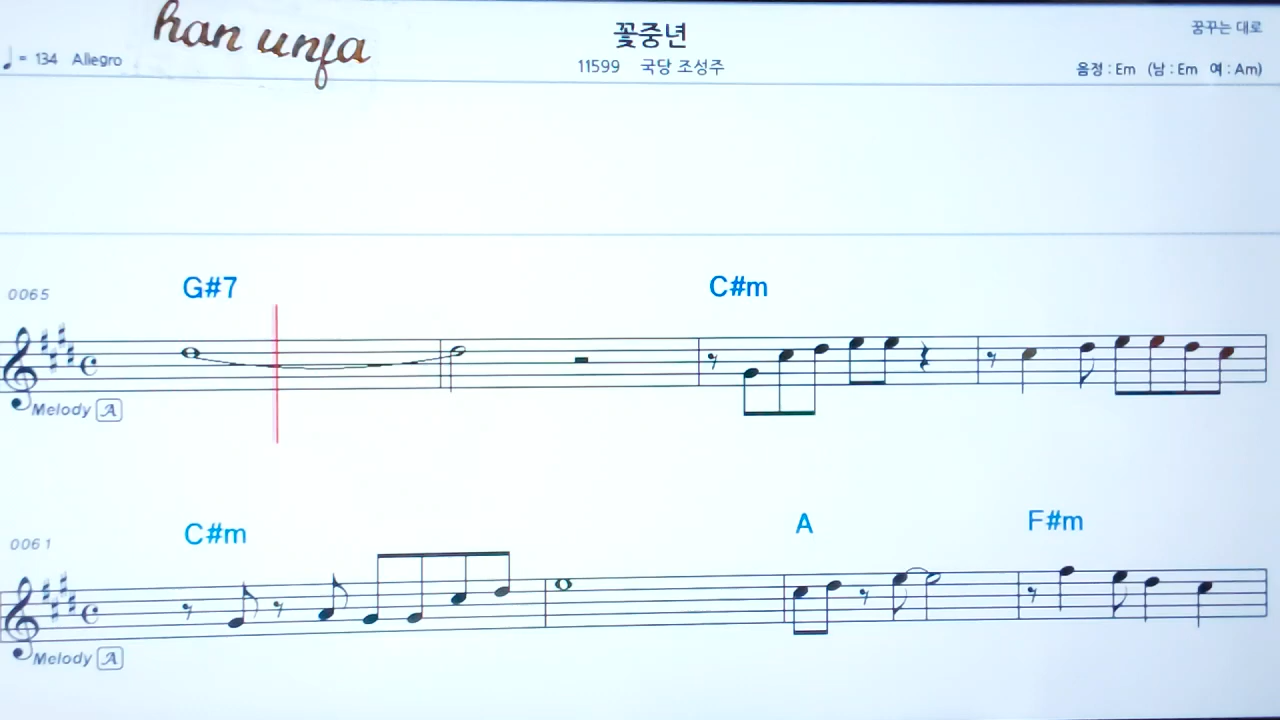 han unja
꽃중년
꿈꾸는 대로
♩ = 134 Allegro
11599 국당 조성주
음정 : Em (남 : Em 여 : Am)
0065
G#7 C#m
Melody A
0061
C#m A F#m
Melody A